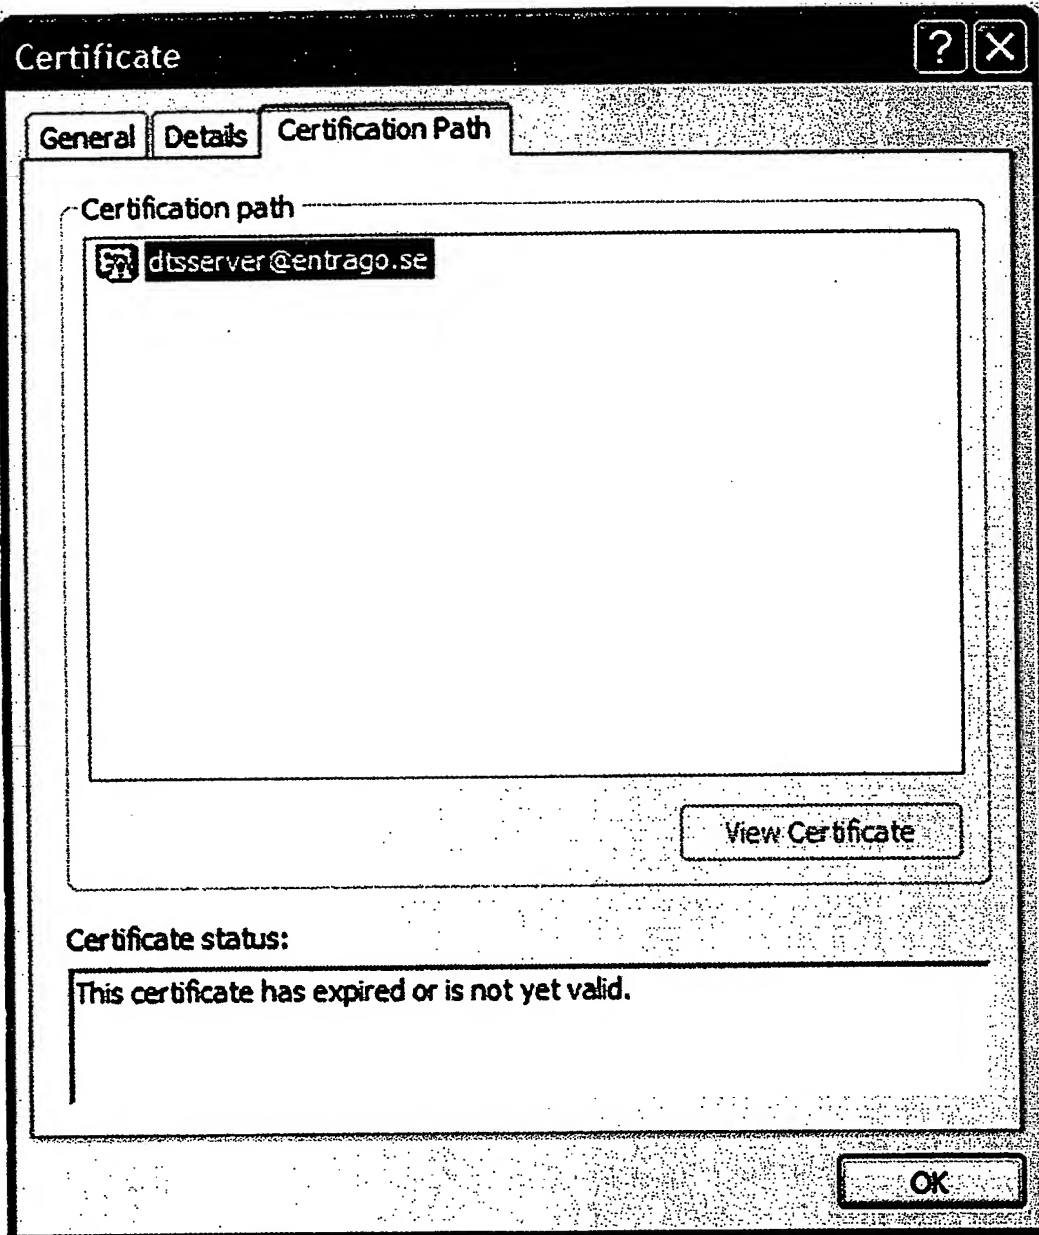 Certificate
General Details Certification Path
Certification path
dtsserver@entrago.se
View Certificate
Certificate status:
This certificate has expired or is not yet valid.
OK